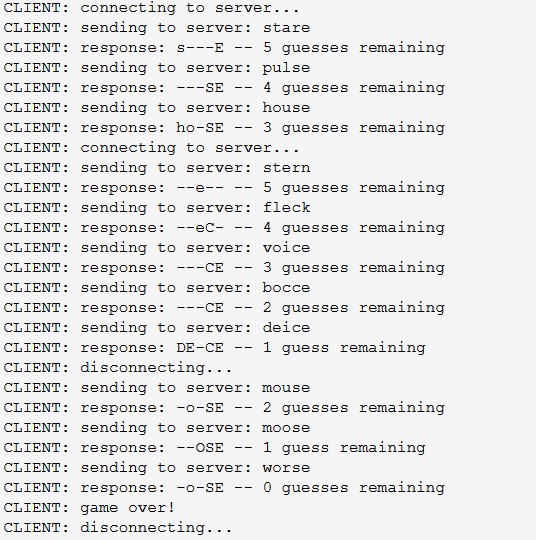 CLIENT: connecting to server...
CLIENT: sending to server: stare
CLIENT: response: s---E -- 5 guesses remaining
CLIENT: sending to server: pulse
CLIENT: response: ---SE -- 4 guesses remaining
CLIENT: sending to server: house
CLIENT: response: ho-SE -- 3 guesses remaining
CLIENT: connecting to server...
CLIENT: sending to server: stern
CLIENT: response: --e-- -- 5 guesses remaining
CLIENT: sending to server: fleck
CLIENT: response: --eC- -- 4 guesses remaining
CLIENT: sending to server: voice
CLIENT: response: ---CE -- 3 guesses remaining
CLIENT: sending to server: bocce
CLIENT: response: ---CE -- 2 guesses remaining
CLIENT: sending to server: deice
CLIENT: response: DE-CE -- 1 guess remaining
CLIENT: disconnecting...
CLIENT: sending to server: mouse
CLIENT: response: -o-SE -- 2 guesses remaining
CLIENT: sending to server: moose
CLIENT: response: --OSE -- 1 guess remaining
CLIENT: sending to server: worse
CLIENT: response: -o-SE -- 0 guesses remaining
CLIENT: game over!
CLIENT: disconnecting...